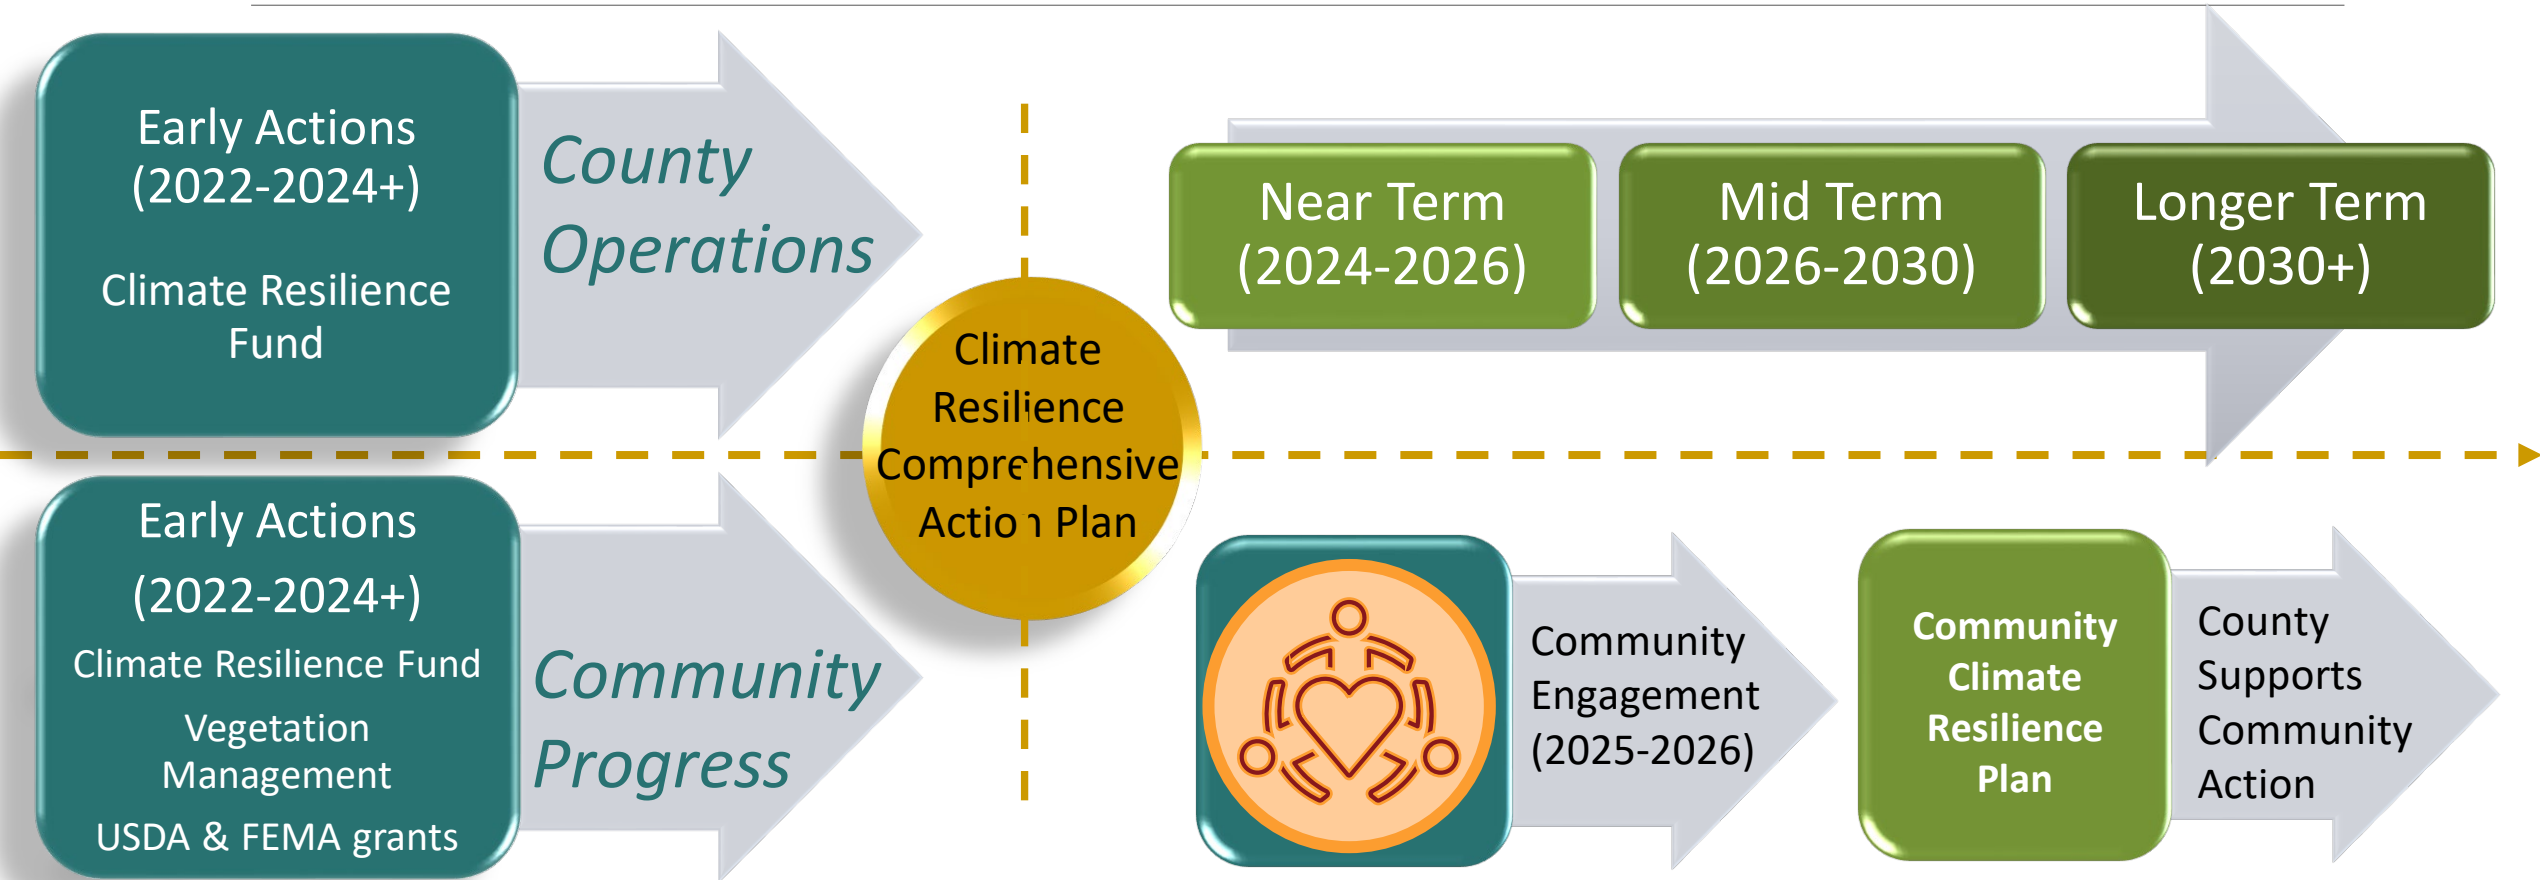 Early Actions
(2022-2024+)
Climate Resilience
Fund
County
Operations
Near Term
(2024-2026)
Mid Term
(2026-2030)
Longer Term
(2030+)
Climate
Resilience
Comprehensive
Action Plan
Early Actions
(2022-2024+)
Climate Resilience Fund
Vegetation
Management
USDA & FEMA grants
Community
Progress
Community
Engagement
(2025-2026)
Community
Climate
Resilience
Plan
County
Supports
Community
Action